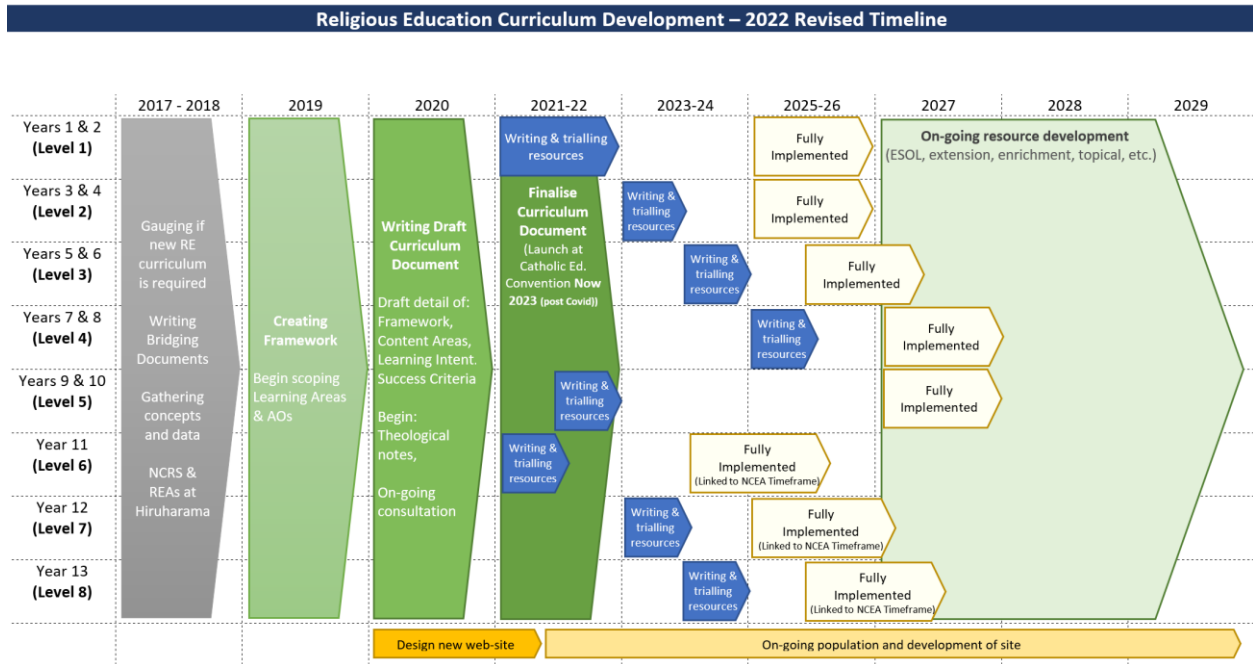 Religious Education Curriculum Development – 2022 Revised Timeline
2017 - 2018
2019
2020
2021-22
2023-24
2025-26
2027
2028
2029
Years 1 & 2
(Level 1)
Writing & trialling
resources
Fully
Implemented
On-going resource development
(ESOL, extension, enrichment, topical, etc.)
Years 3 & 4
(Level 2)
Writing &
trialling
resources
Fully
Implemented
Years 5 & 6
(Level 3)
Writing &
trialling
resources
Fully
Implemented
Years 7 & 8
(Level 4)
Writing &
trialling
resources
Fully
Implemented
Years 9 & 10
(Level 5)
Writing &
trialling
resources
Fully
Implemented
Year 11
(Level 6)
Writing &
trialling
resources
Fully
Implemented
(Linked to NCEA Timeframe)
Year 12
(Level 7)
Writing &
trialling
resources
Fully
Implemented
(Linked to NCEA Timeframe)
Year 13
(Level 8)
Writing &
trialling
resources
Fully
Implemented
(Linked to NCEA Timeframe)
Gauging if
new RE
curriculum
is required
Writing
Bridging
Documents
Gathering
concepts
and data
NCRS &
REAs at
Hiruharama
Creating
Framework
Begin scoping
Learning Areas
& AOs
Writing Draft
Curriculum
Document
Draft detail of:
Framework,
Content Areas,
Learning Intent.
Success Criteria
Begin:
Theological
notes,
On-going
consultation
Finalise
Curriculum
Document
(Launch at
Catholic Ed.
Convention Now
2023 (post Covid))
Design new web-site
On-going population and development of site